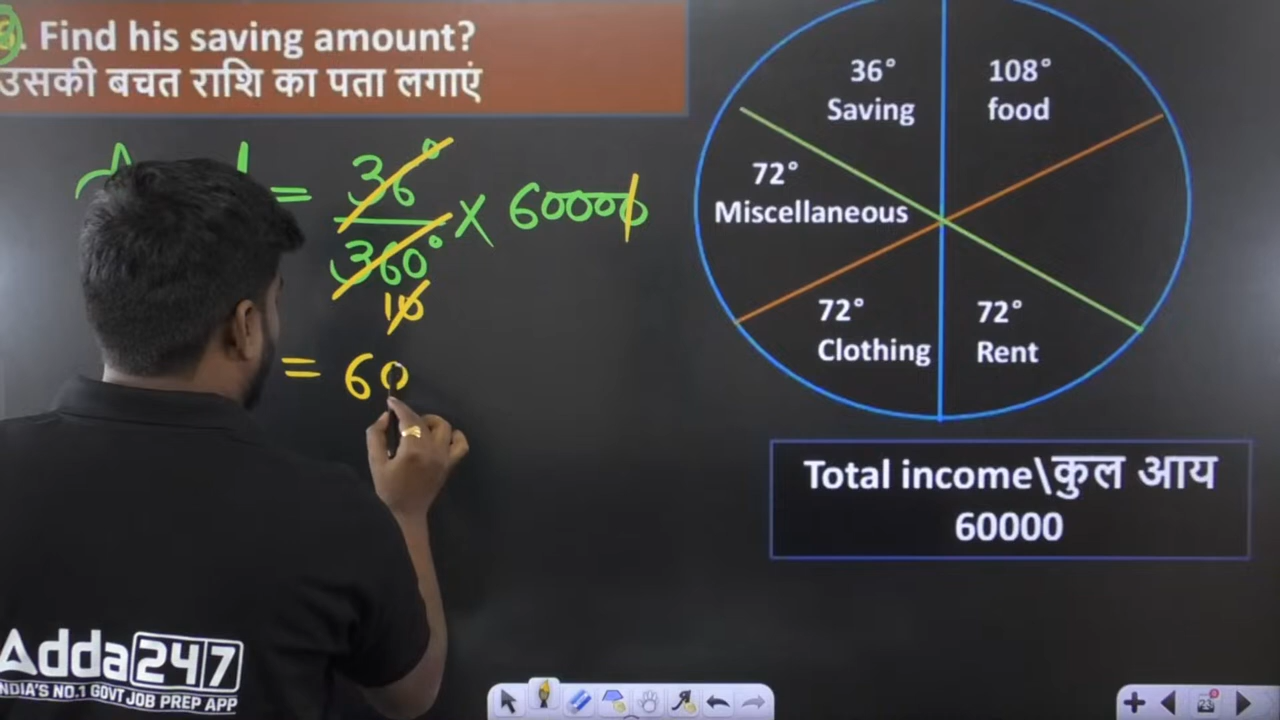 . Find his saving amount?
उसकी बचत राशि का पता लगाएं
= 36° / 360° × 60000
10
= 60
36°
Saving
108°
food
72°
Miscellaneous
72°
Clothing
72°
Rent
Total income\कुल आय
60000
Adda247
INDIA'S NO.1 GOVT JOB PREP APP
23